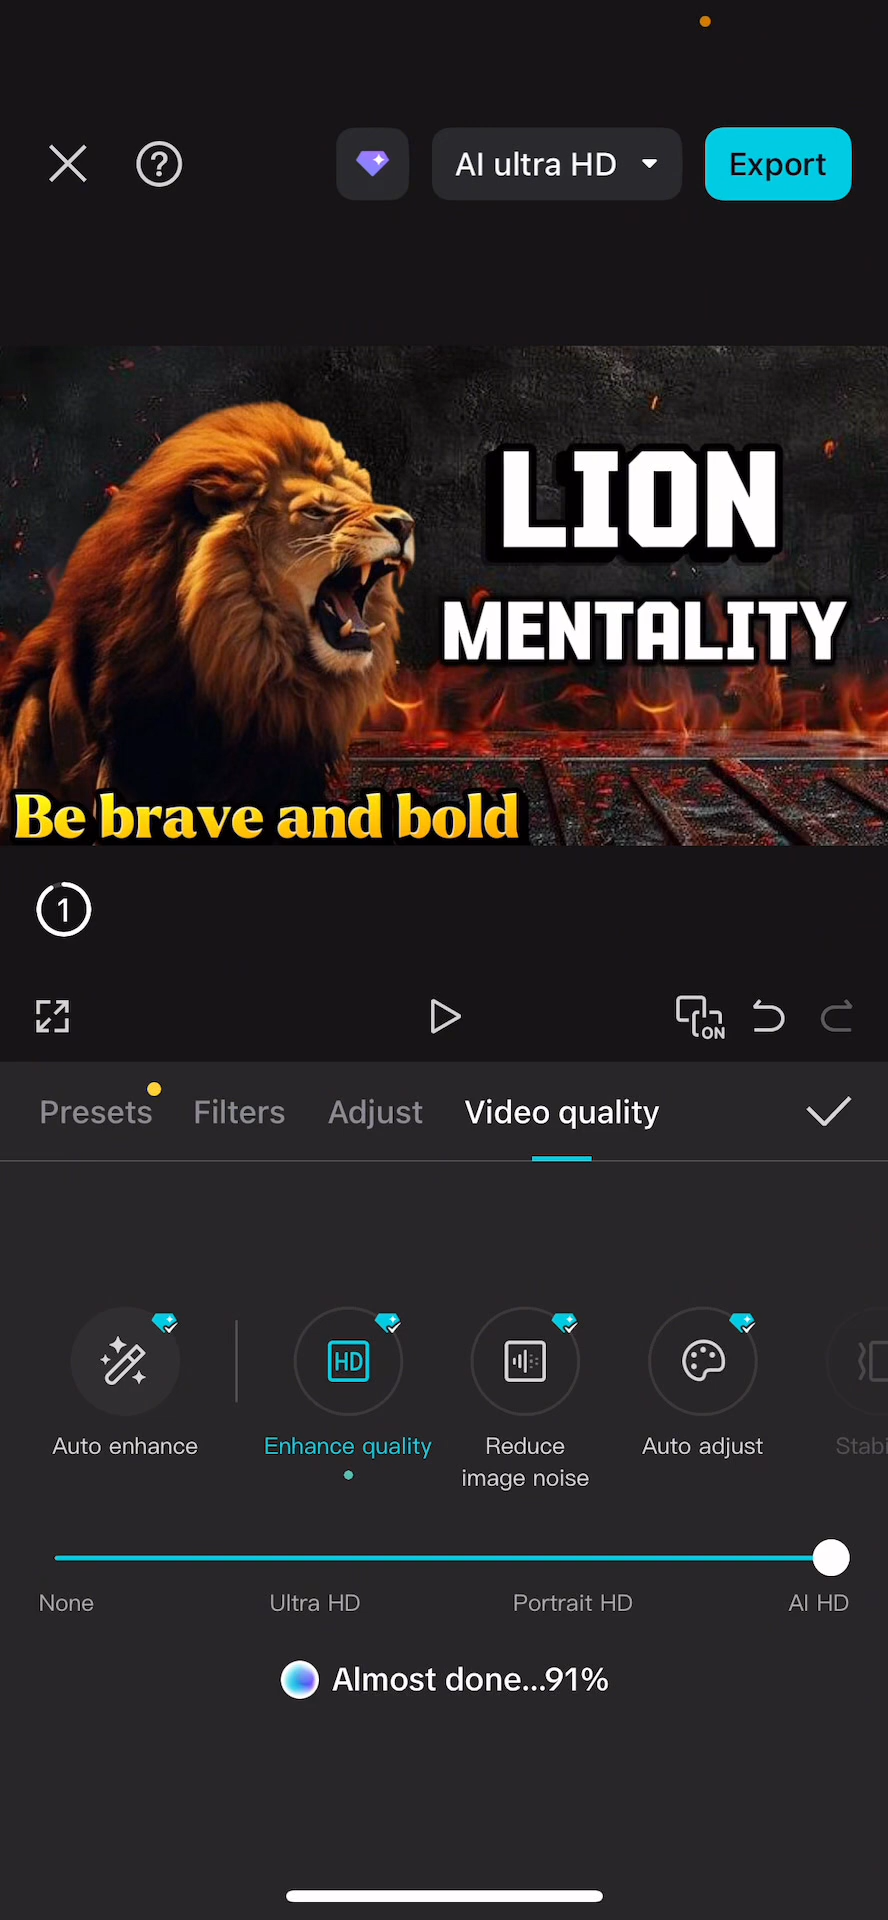 AI ultra HD
Export
LION
MENTALITY
Be brave and bold
1
ON
Presets
Filters
Adjust
Video quality
HD
Auto enhance
Enhance quality
Reduce
image noise
Auto adjust
Stabi
None
Ultra HD
Portrait HD
AI HD
Almost done...91%